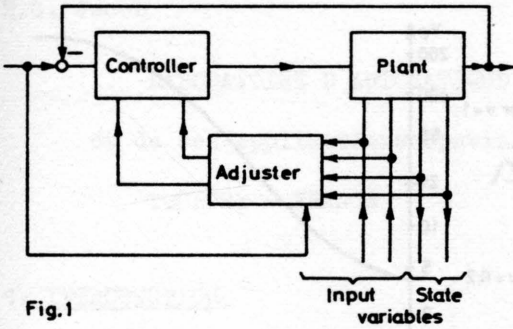 Controller
Plant
Adjuster
Input State
variables
Fig.1